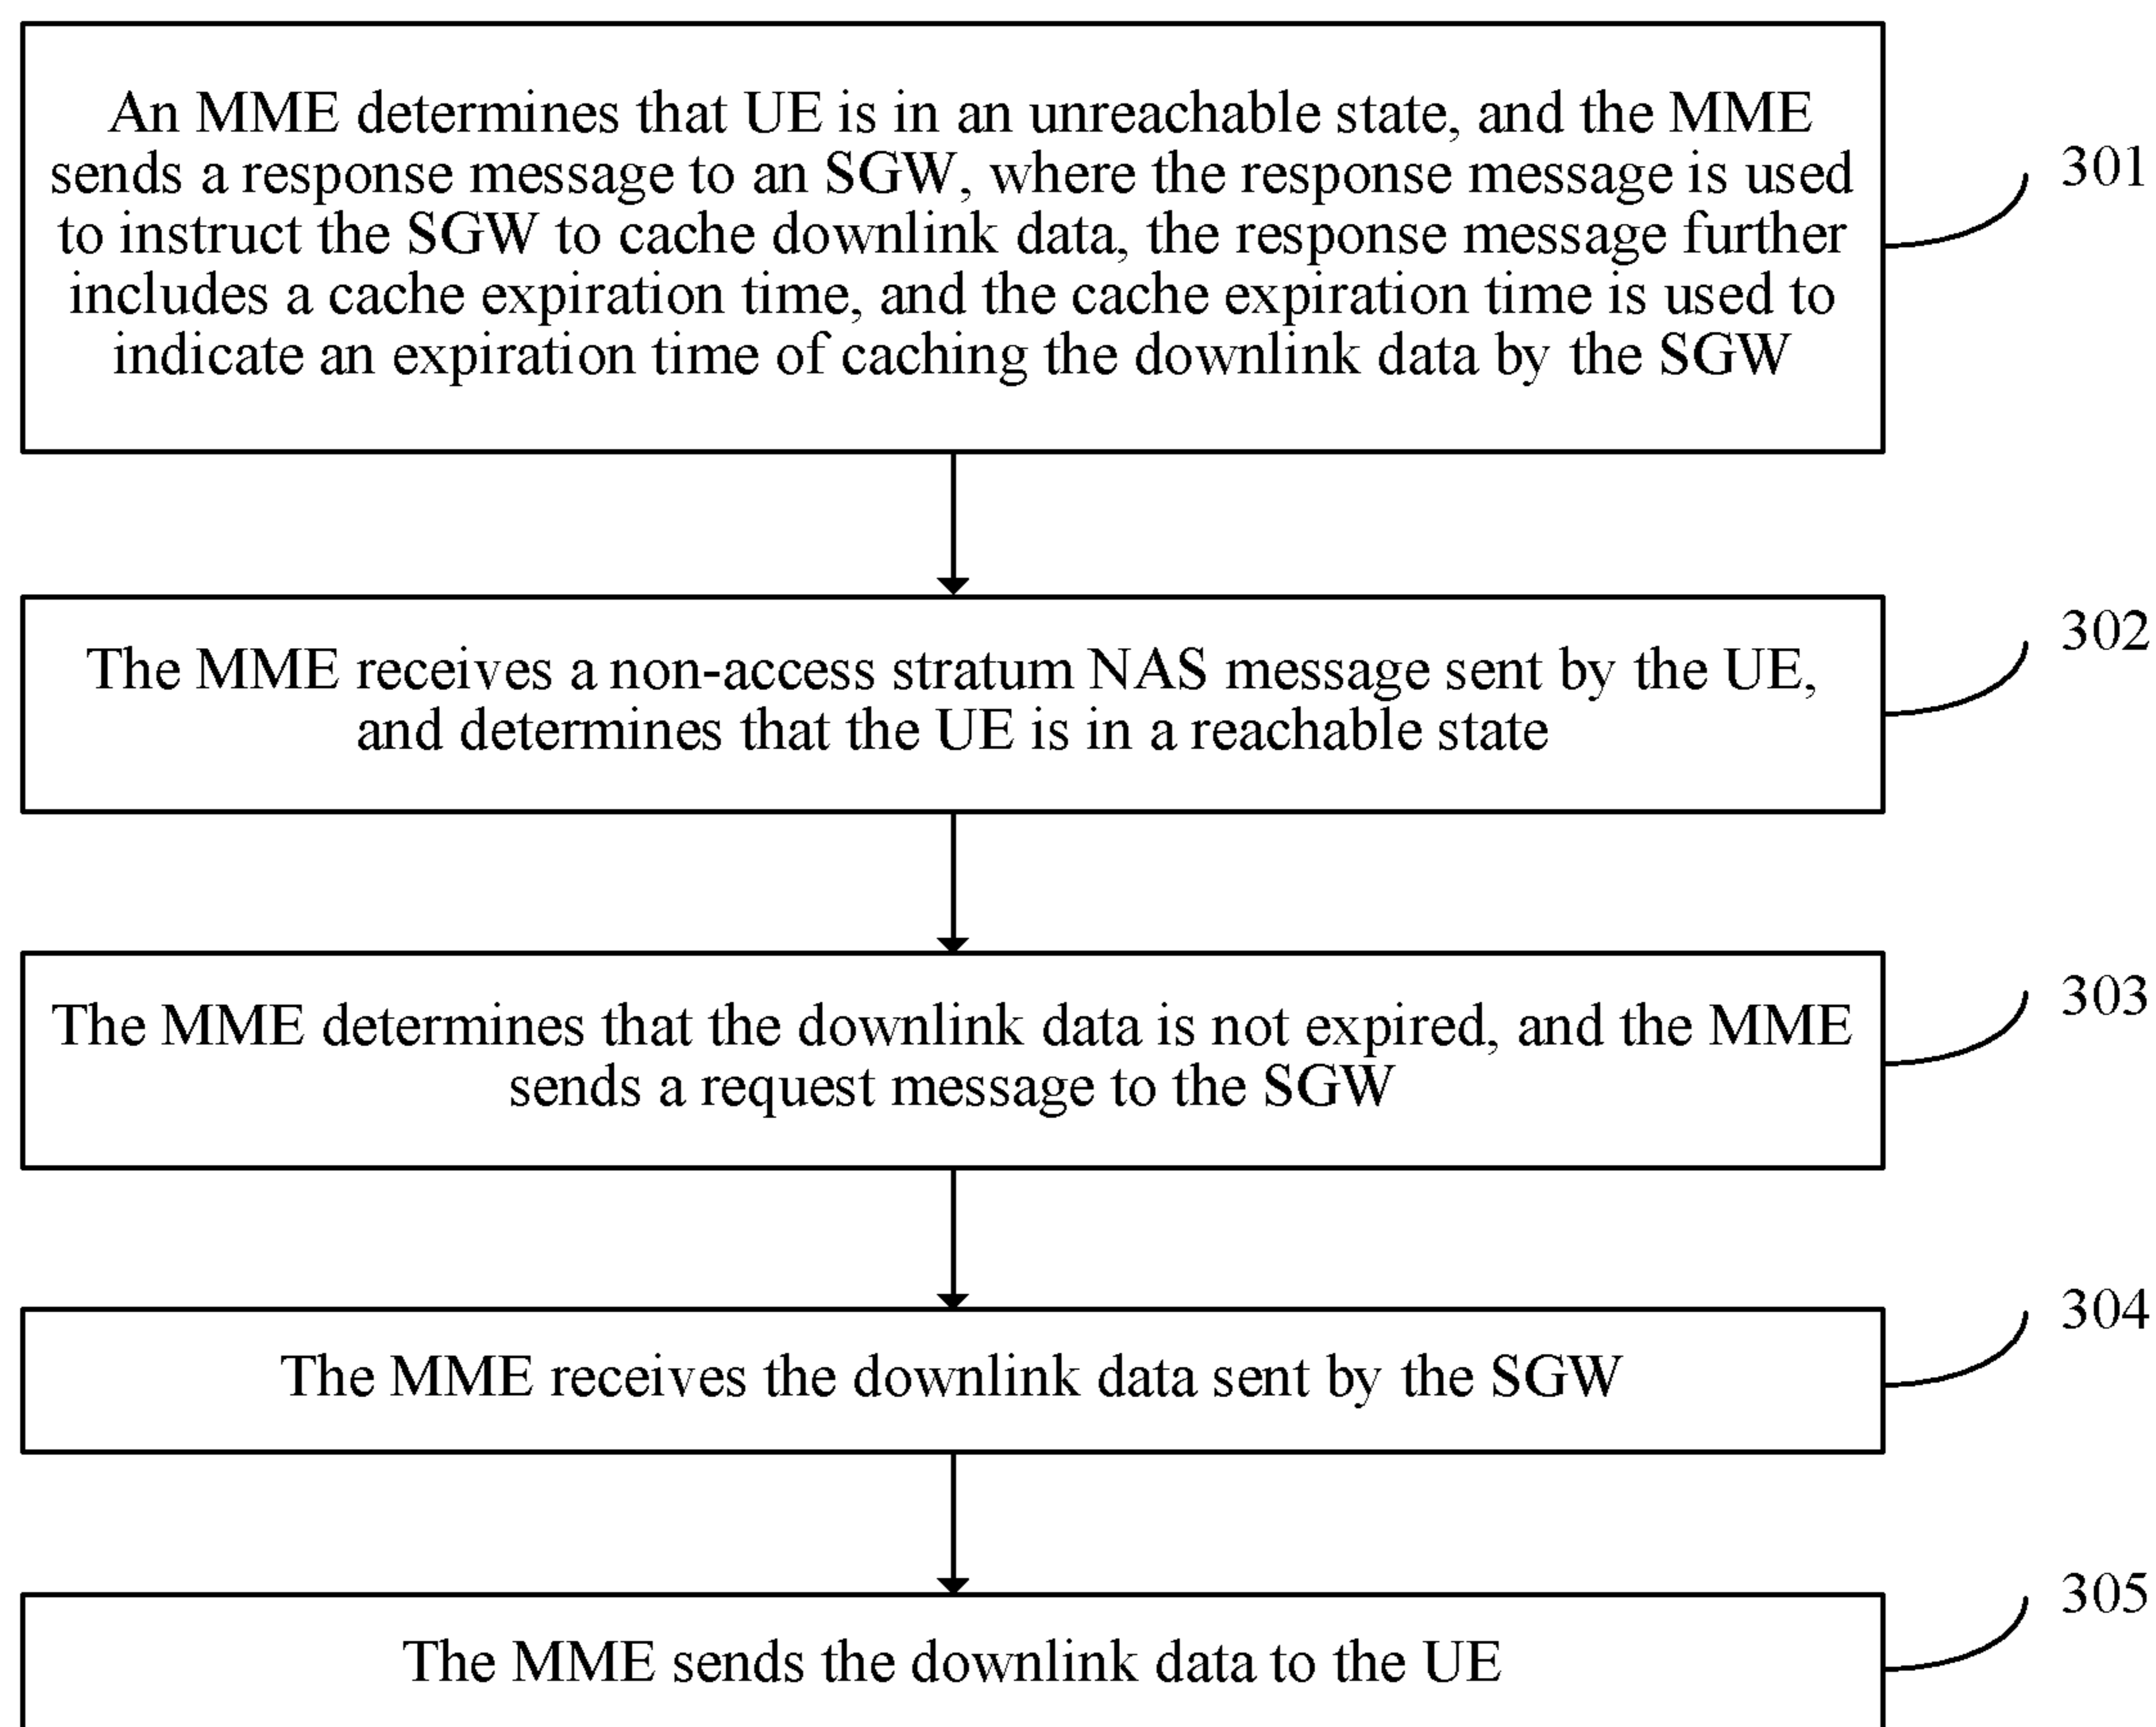 An MME determines that UE is in an unreachable state, and the MME
sends a response message to an SGW, where the response message is used
to instruct the SGW to cache downlink data, the response message further
includes a cache expiration time, and the cache expiration time is used to
indicate an expiration time of caching the downlink data by the SGW
301
The MME receives a non-access stratum NAS message sent by the UE,
and determines that the UE is in a reachable state
302
The MME determines that the downlink data is not expired, and the MME
sends a request message to the SGW
303
The MME receives the downlink data sent by the SGW
304
The MME sends the downlink data to the UE
305